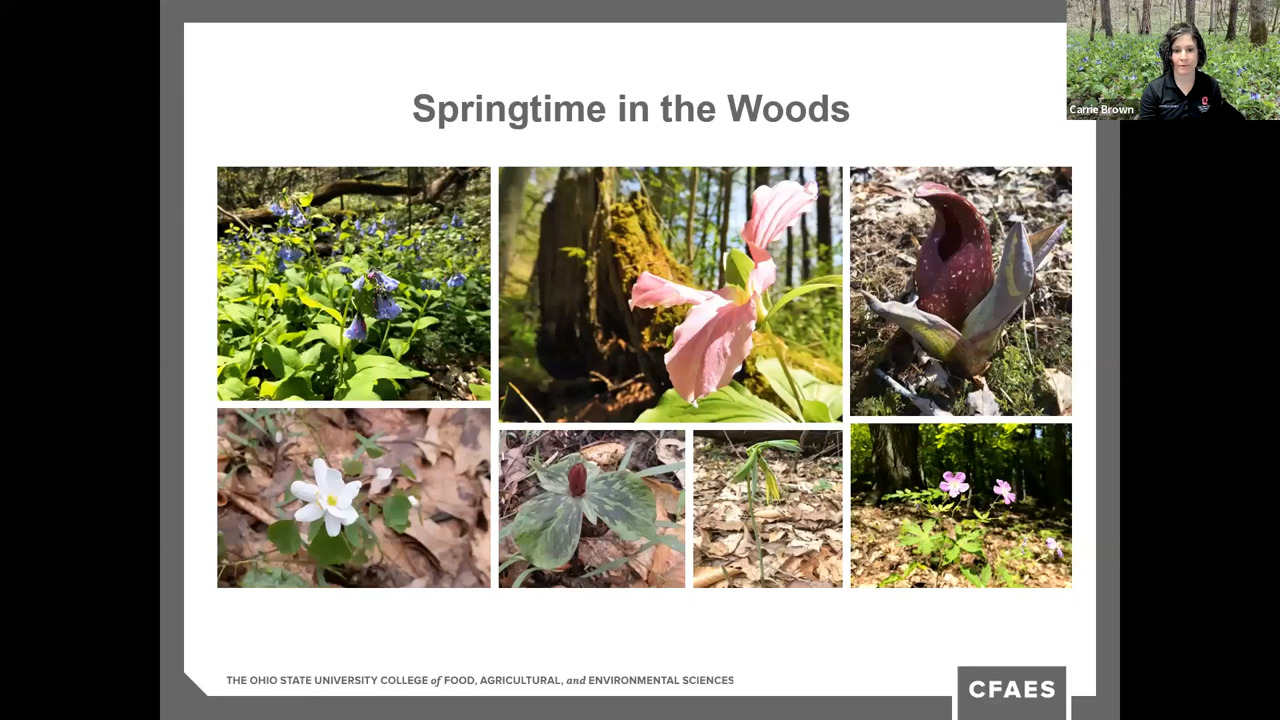 Carrie Brown
Springtime in the Woods
THE OHIO STATE UNIVERSITY COLLEGE of FOOD, AGRICULTURAL, and ENVIRONMENTAL SCIENCES
CFAES